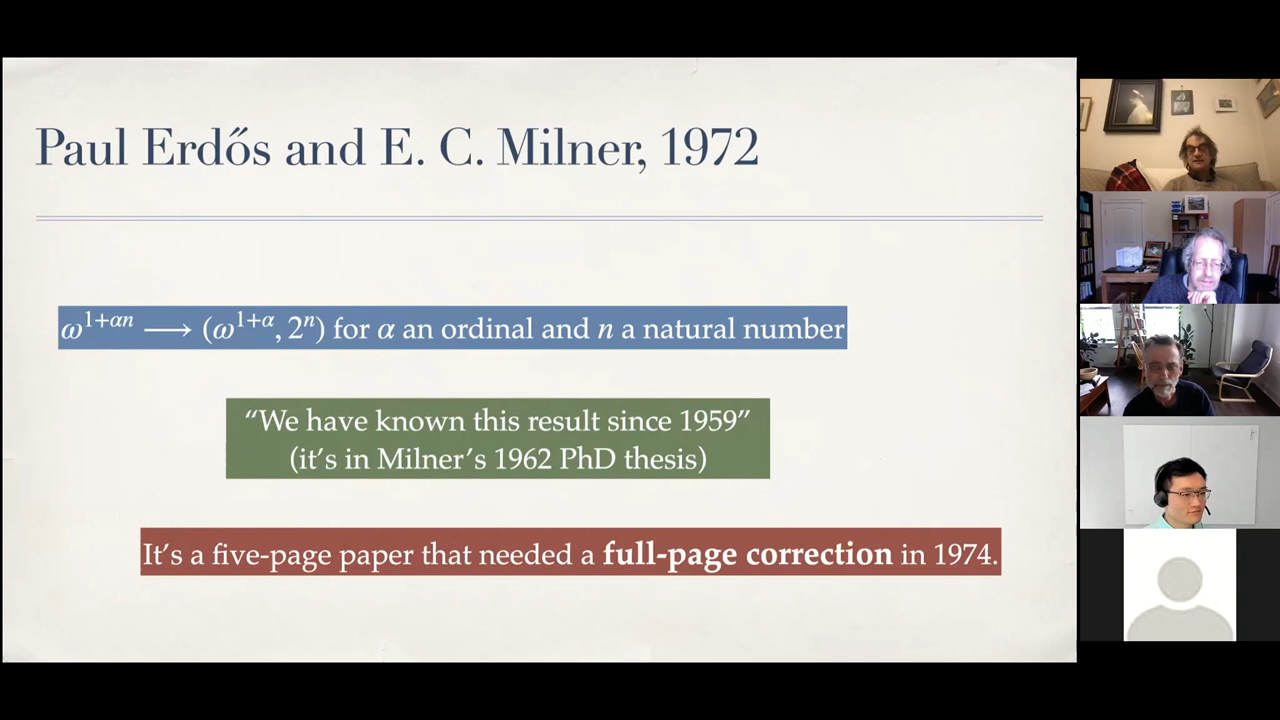 Paul Erdős and E. C. Milner, 1972
ω^{1+αn} ⟶ (ω^{1+α}, 2^n) for α an ordinal and n a natural number
“We have known this result since 1959”
(it’s in Milner’s 1962 PhD thesis)
It’s a five-page paper that needed a full-page correction in 1974.